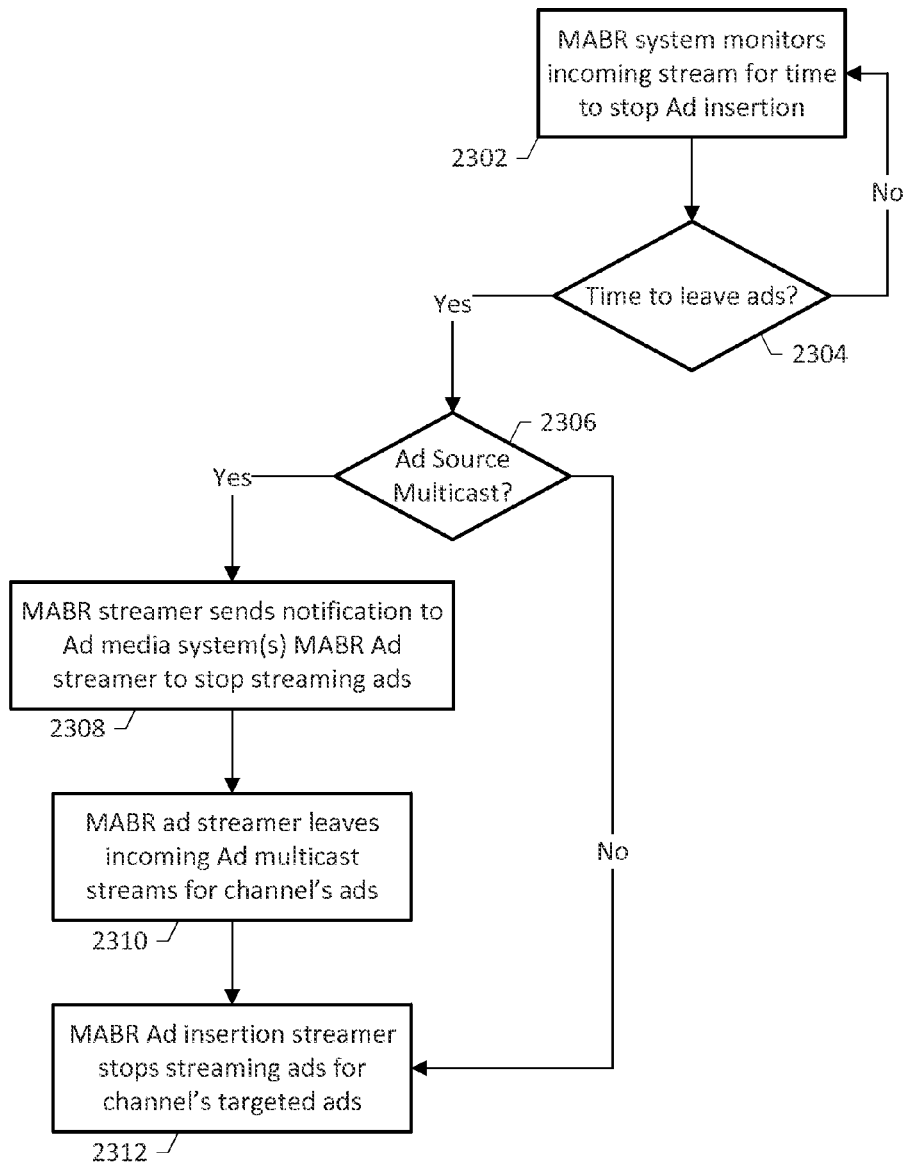 MABR system monitors
incoming stream for time
to stop Ad insertion
2302
No
Time to leave ads?
Yes
2304
2306
Ad Source
Multicast?
Yes
MABR streamer sends notification to
Ad media system(s) MABR Ad
streamer to stop streaming ads
2308
MABR ad streamer leaves
incoming Ad multicast
streams for channel's ads
No
2310
MABR Ad insertion streamer
stops streaming ads for
channel's targeted ads
2312